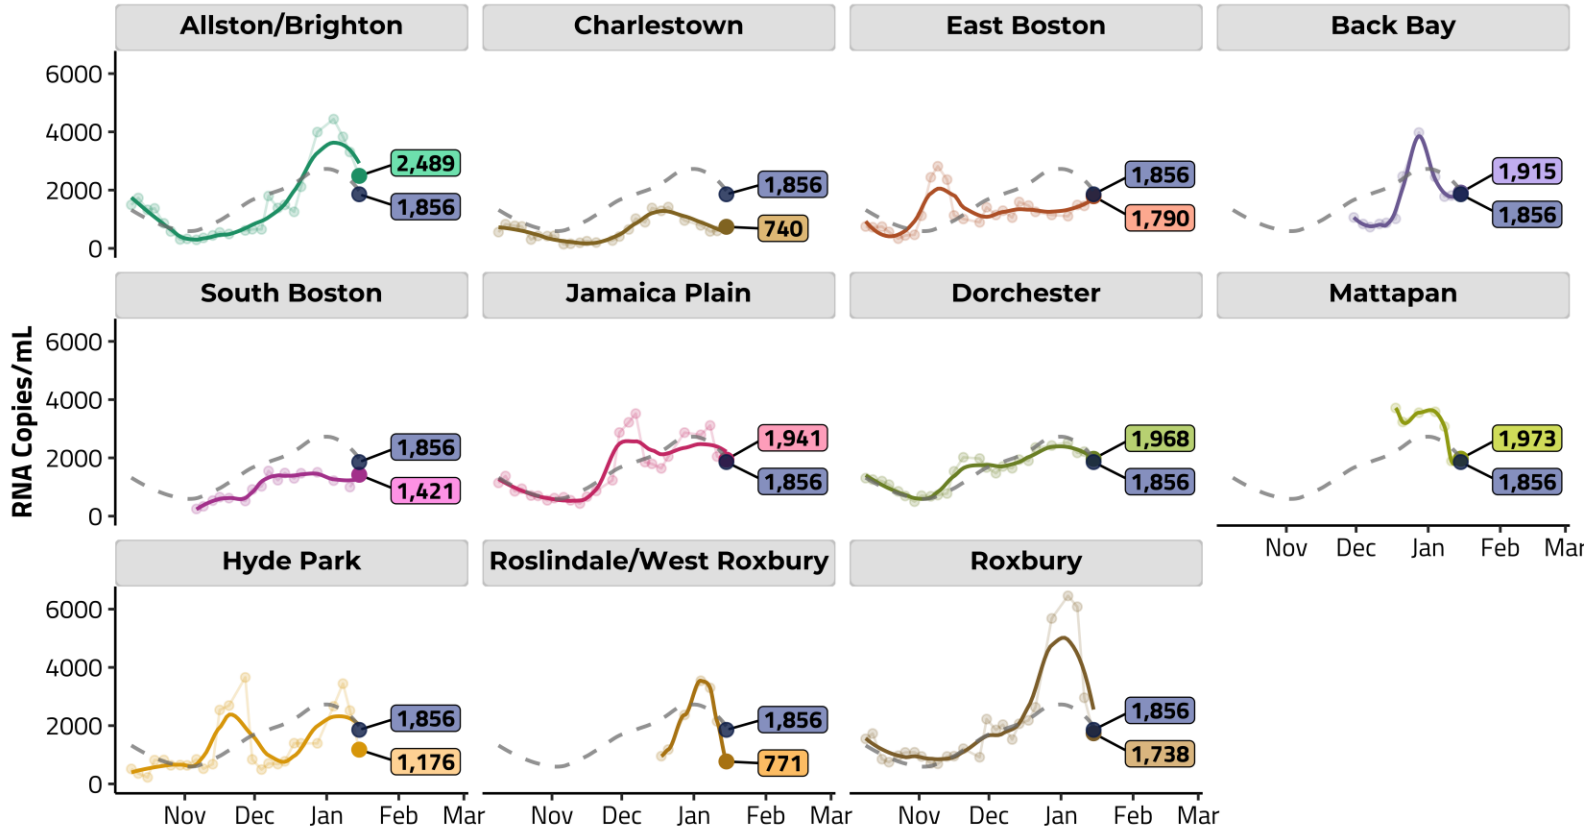 Allston/Brighton
Charlestown
East Boston
Back Bay
6000
4000
2000
0
2,489
1,856
1,856
740
1,856
1,790
1,915
1,856
South Boston
Jamaica Plain
Dorchester
Mattapan
RNA Copies/mL
6000
4000
2000
0
1,856
1,421
1,941
1,856
1,968
1,856
1,973
1,856
Nov Dec Jan Feb Mar
Hyde Park
Roslindale/West Roxbury
Roxbury
6000
4000
2000
0
1,856
1,176
1,856
771
1,856
1,738
Nov Dec Jan Feb Mar
Nov Dec Jan Feb Mar
Nov Dec Jan Feb Mar